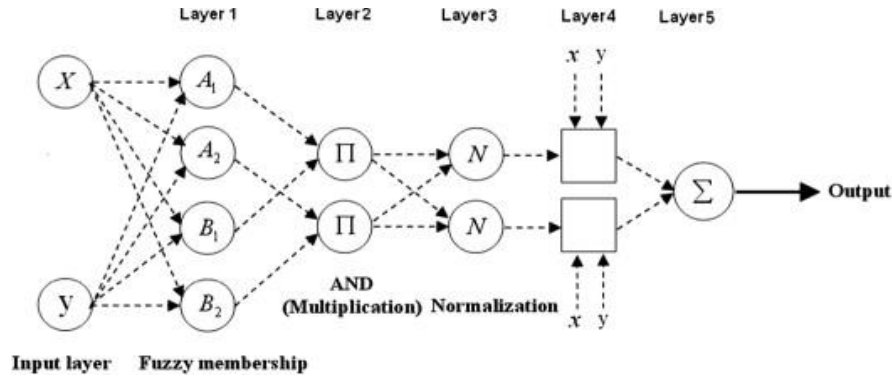 Layer 1 Layer2 Layer3 Layer4 Layer5
x y
X A₁
A₂ Π N
Σ Output
B₁ Π N
y B₂
AND
(Multiplication) Normalization
x y
Input layer Fuzzy membership